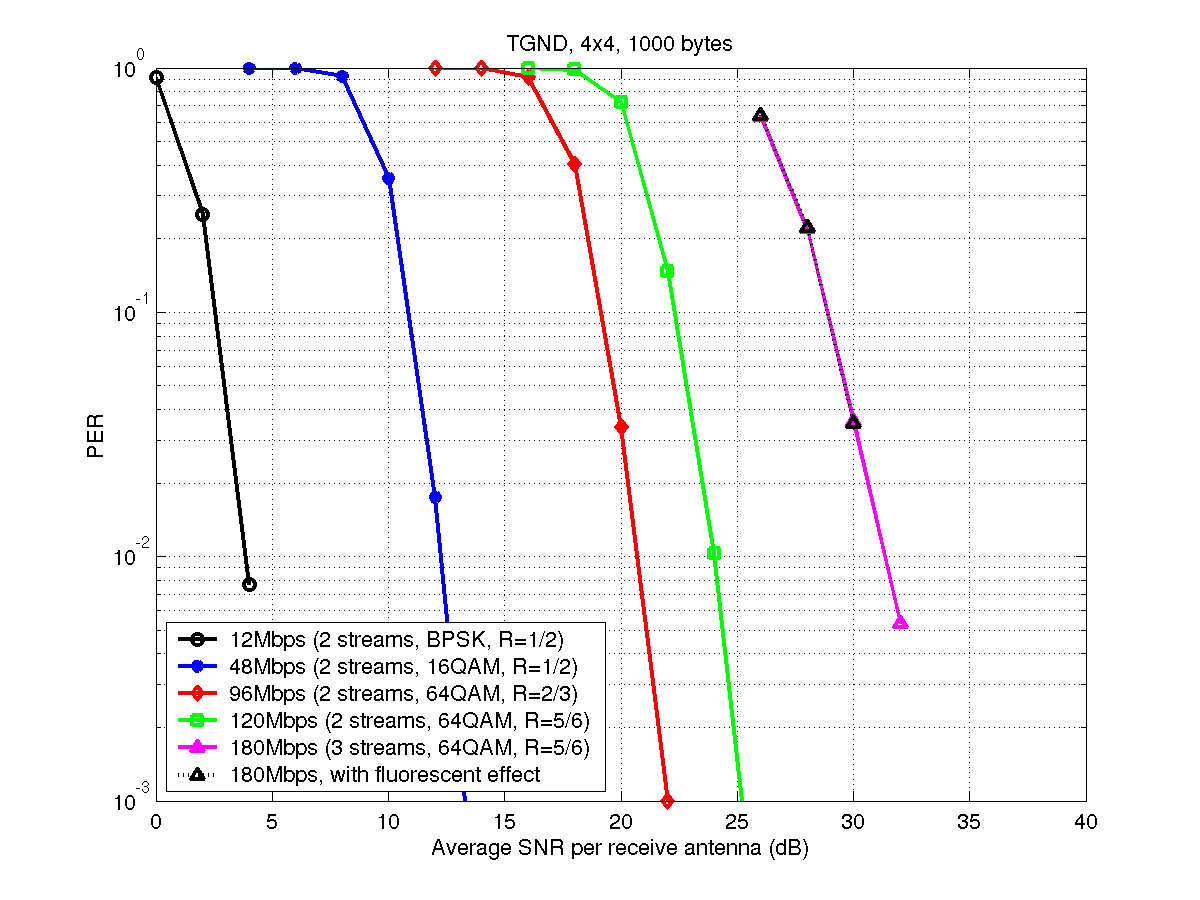 TGND, 4x4, 1000 bytes
10^0
10^-1
10^-2
10^-3
PER
12Mbps (2 streams, BPSK, R=1/2)
48Mbps (2 streams, 16QAM, R=1/2)
96Mbps (2 streams, 64QAM, R=2/3)
120Mbps (2 streams, 64QAM, R=5/6)
180Mbps (3 streams, 64QAM, R=5/6)
180Mbps, with fluorescent effect
0 5 10 15 20 25 30 35 40
Average SNR per receive antenna (dB)